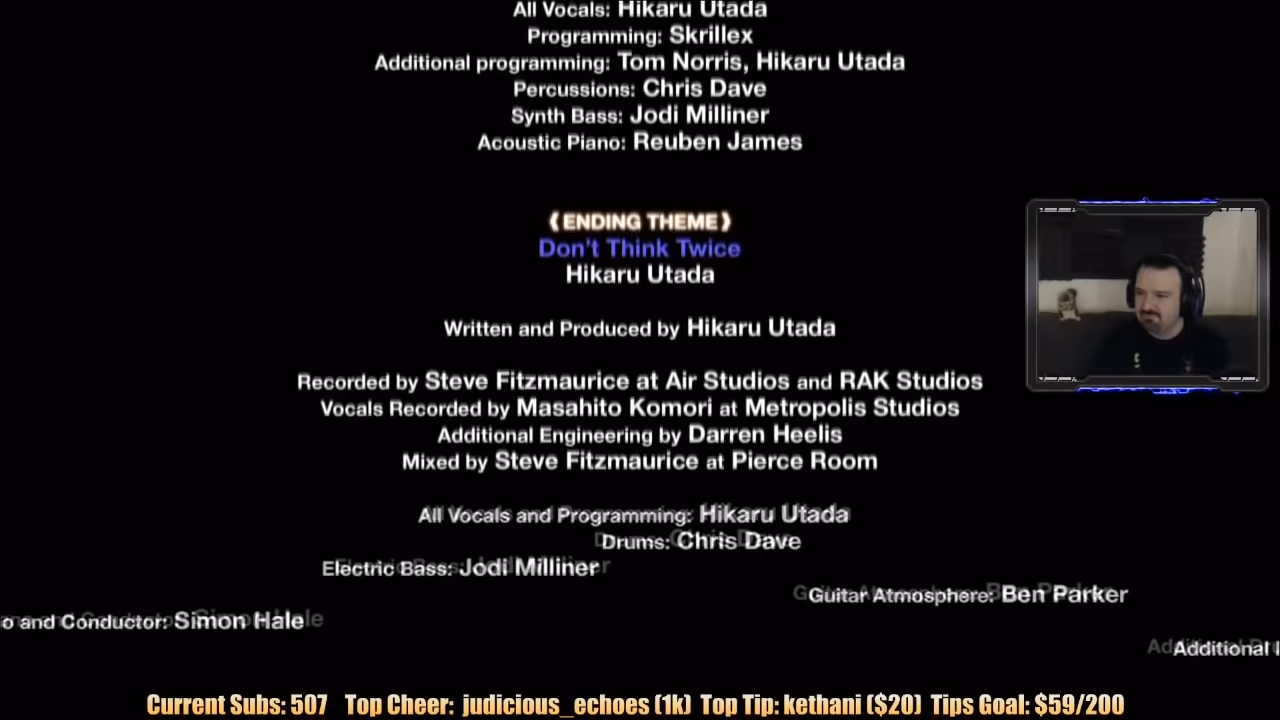 All Vocals: Hikaru Utada
Programming: Skrillex
Additional programming: Tom Norris, Hikaru Utada
Percussions: Chris Dave
Synth Bass: Jodi Milliner
Acoustic Piano: Reuben James
《ENDING THEME》
Don't Think Twice
Hikaru Utada
Written and Produced by Hikaru Utada
Recorded by Steve Fitzmaurice at Air Studios and RAK Studios
Vocals Recorded by Masahito Komori at Metropolis Studios
Additional Engineering by Darren Heelis
Mixed by Steve Fitzmaurice at Pierce Room
All Vocals and Programming: Hikaru Utada
Drums: Chris Dave
Electric Bass: Jodi Milliner
Guitar Atmosphere: Ben Parker
o and Conductor: Simon Hale
Additional
Current Subs: 507 Top Cheer: judicious_echoes (1k) Top Tip: kethani ($20) Tips Goal: $59/200